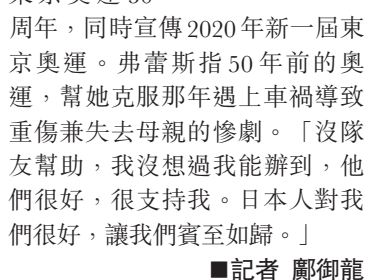 東京奧運50
周年，同時宣傳2020年新一屆東
京奧運。弗蕾斯指50年前的奧
運，幫她克服那年遇上車禍導致
重傷兼失去母親的慘劇。「沒隊
友幫助，我沒想過我能辦到，他
們很好，很支持我。日本人對我
們很好，讓我們賓至如歸。」
■記者 鄺御龍